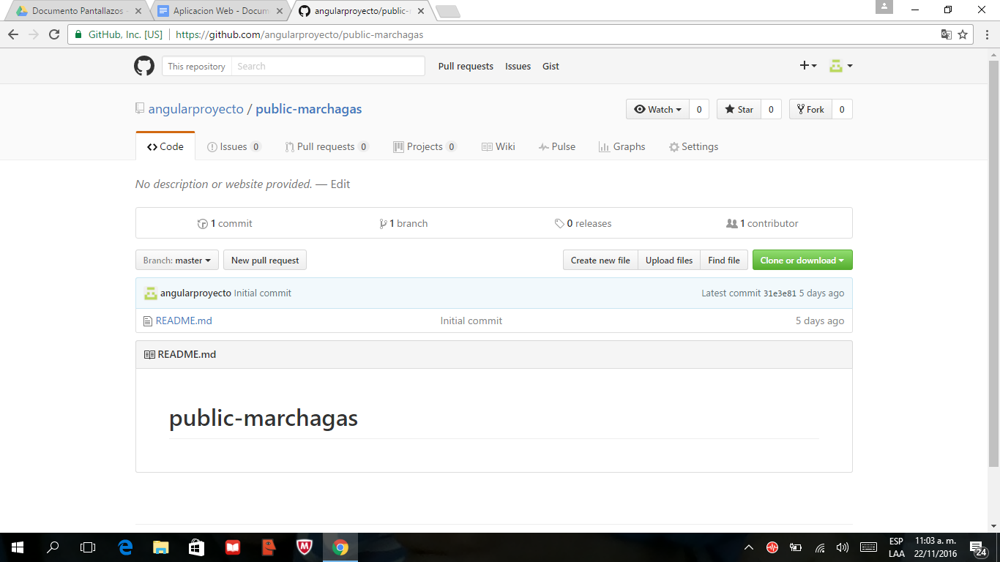 Documento Pantallazos - Aplicacion Web - Docum angularproyecto/public-
GitHub, Inc. [US] https://github.com/angularproyecto/public-marchagas
This repository Search Pull requests Issues Gist
angularproyecto / public-marchagas Watch 0 Star 0 Fork 0
Code Issues 0 Pull requests 0 Projects 0 Wiki Pulse Graphs Settings
No description or website provided. — Edit
1 commit 1 branch 0 releases 1 contributor
Branch: master New pull request Create new file Upload files Find file Clone or download
angularproyecto Initial commit Latest commit 31e3e81 5 days ago
README.md Initial commit 5 days ago
README.md
public-marchagas
ESP 11:03 a. m.
LAA 22/11/2016 24